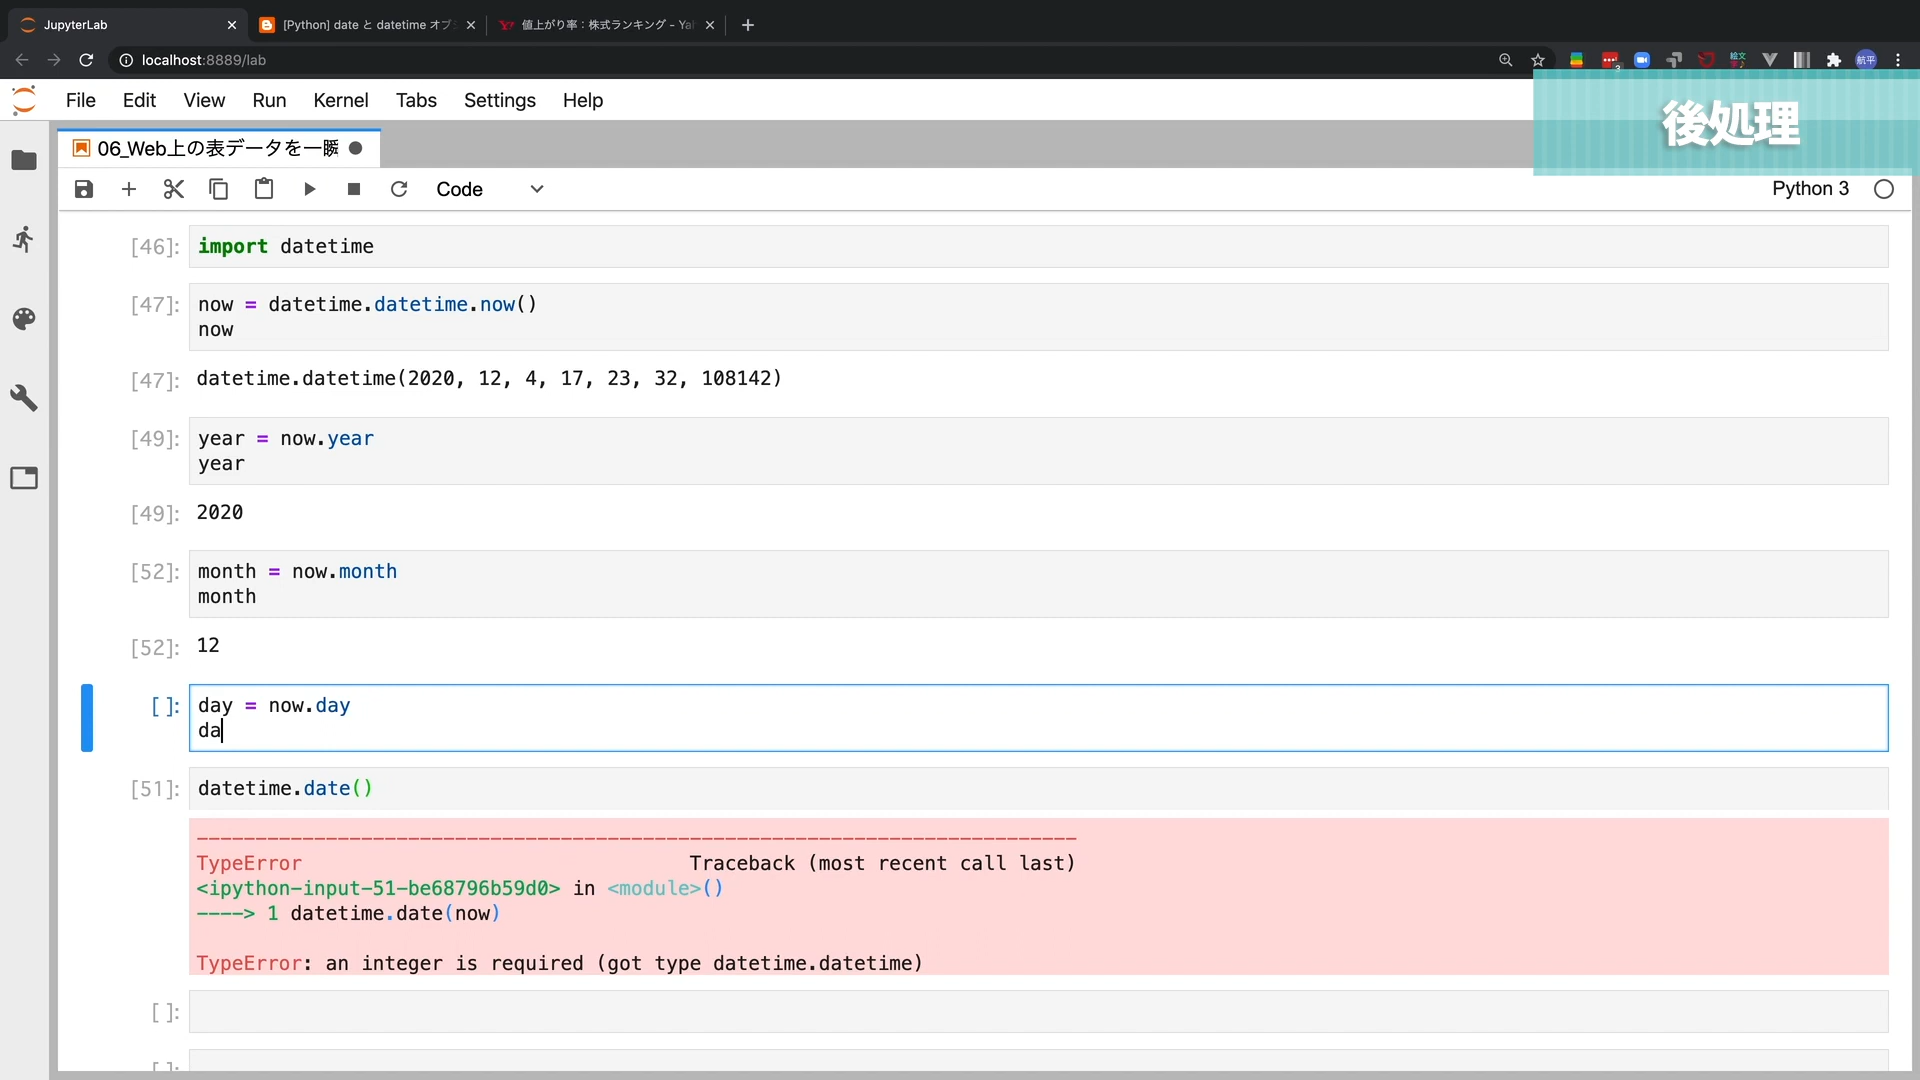 JupyterLab
[Python] date と datetime オブ
値上がり率：株式ランキング - Ya
localhost:8889/lab
File Edit View Run Kernel Tabs Settings Help
後処理
06_Web上の表データを一瞬
Code
Python 3
[46]: import datetime
[47]: now = datetime.datetime.now()
now
[47]: datetime.datetime(2020, 12, 4, 17, 23, 32, 108142)
[49]: year = now.year
year
[49]: 2020
[52]: month = now.month
month
[52]: 12
[ ]: day = now.day
da
[51]: datetime.date()
---------------------------------------------------------------------------
TypeError Traceback (most recent call last)
<ipython-input-51-be68796b59d0> in <module>()
----> 1 datetime.date(now)
TypeError: an integer is required (got type datetime.datetime)
[ ]:
[ ]: